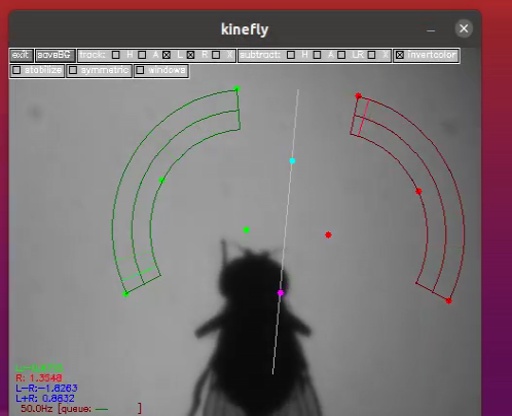 kinefly
exit saveBG track: H A L R X subtract: H A LR X invertcolor
stabilize symmetric windows
R: 1.3548
L-R:-1.8263
L+R: 0.8832
50.0Hz [queue: — ]